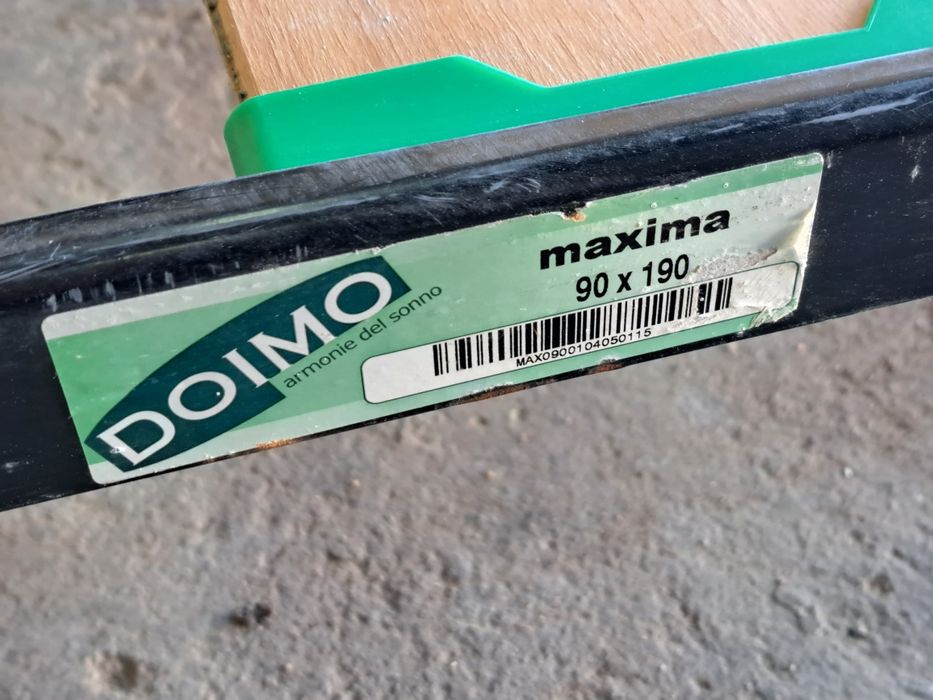 DOIMO
armonie del sonno
maxima
90 x 190
MAX0900104050115